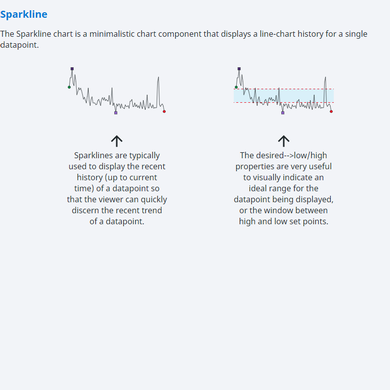 Sparkline
The Sparkline chart is a minimalistic chart component that displays a line-chart history for a single
datapoint.
Sparklines are typically
used to display the recent
history (up to current
time) of a datapoint so
that the viewer can quickly
discern the recent trend
of a datapoint.
The desired-->low/high
properties are very useful
to visually indicate an
ideal range for the
datapoint being displayed,
or the window between
high and low set points.